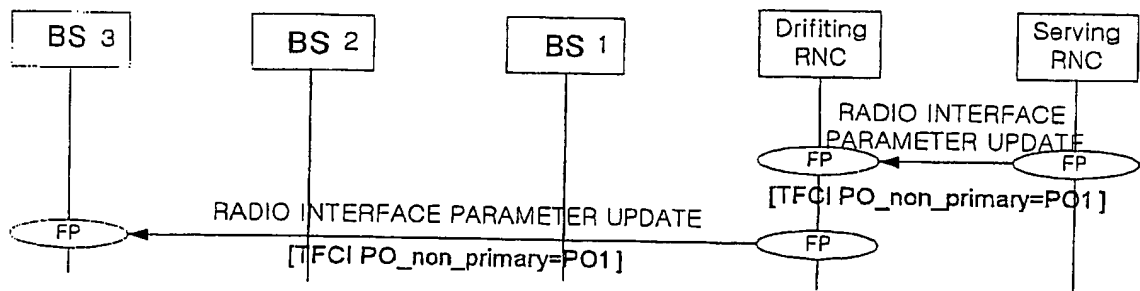 BS 3
BS 2
BS 1
Drifiting
RNC
Serving
RNC
RADIO INTERFACE
PARAMETER UPDATE
FP
FP
[TFCI PO_non_primary=PO1]
RADIO INTERFACE PARAMETER UPDATE
FP
FP
[TFCI PO_non_primary=PO1]